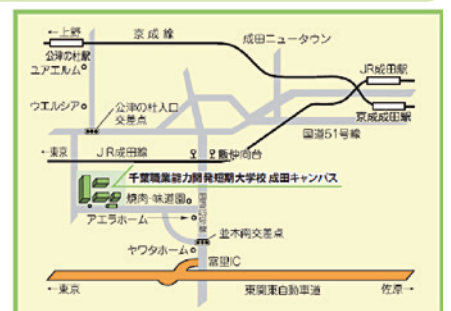 ←上野
京成線
成田ニュータウン
公津の杜駅
ユアエルム
JR成田駅
ウエルシア
公津の杜入口
交差点
京成成田駅
国道51号線
←東京
JR成田線
飯仲向台
千葉職業能力開発短期大学校 成田キャンパス
焼肉・味道園
アエラホーム
並木南交差点
ヤワタホーム
富里IC
←東京
東関東自動車道
佐原→